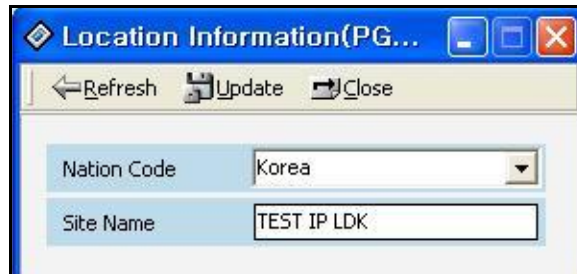 Location Information(PG...
Refresh Update Close
Nation Code Korea
Site Name TEST IP LDK